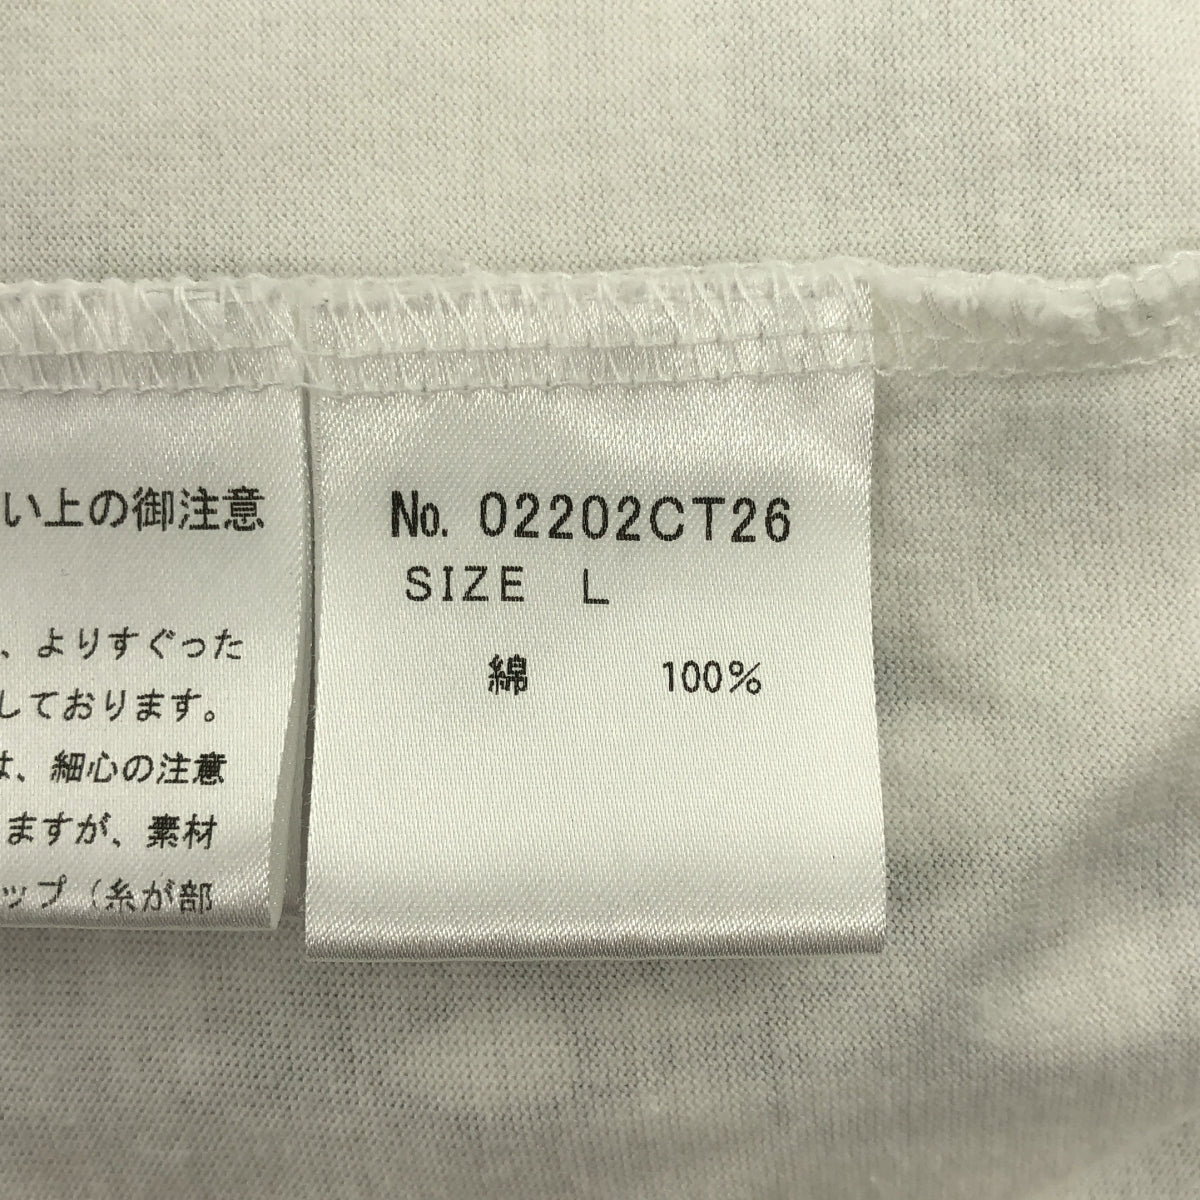 い上の御注意
、よりすぐった
しております。
は、細心の注意
ますが、素材
ップ（糸が部
No. 02202CT26
SIZE L
綿 100%